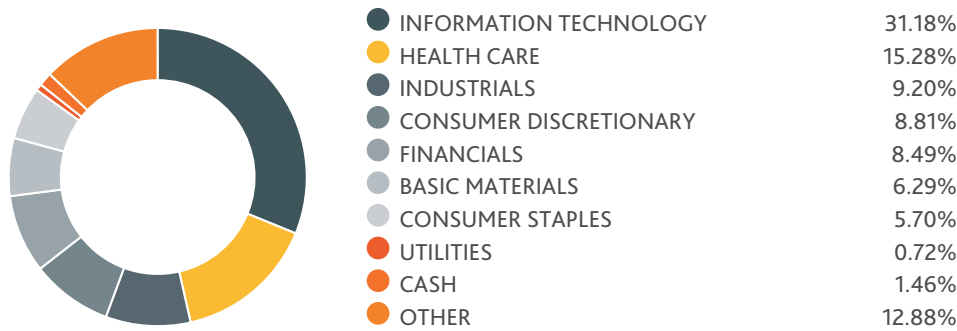 INFORMATION TECHNOLOGY 31.18%
HEALTH CARE 15.28%
INDUSTRIALS 9.20%
CONSUMER DISCRETIONARY 8.81%
FINANCIALS 8.49%
BASIC MATERIALS 6.29%
CONSUMER STAPLES 5.70%
UTILITIES 0.72%
CASH 1.46%
OTHER 12.88%